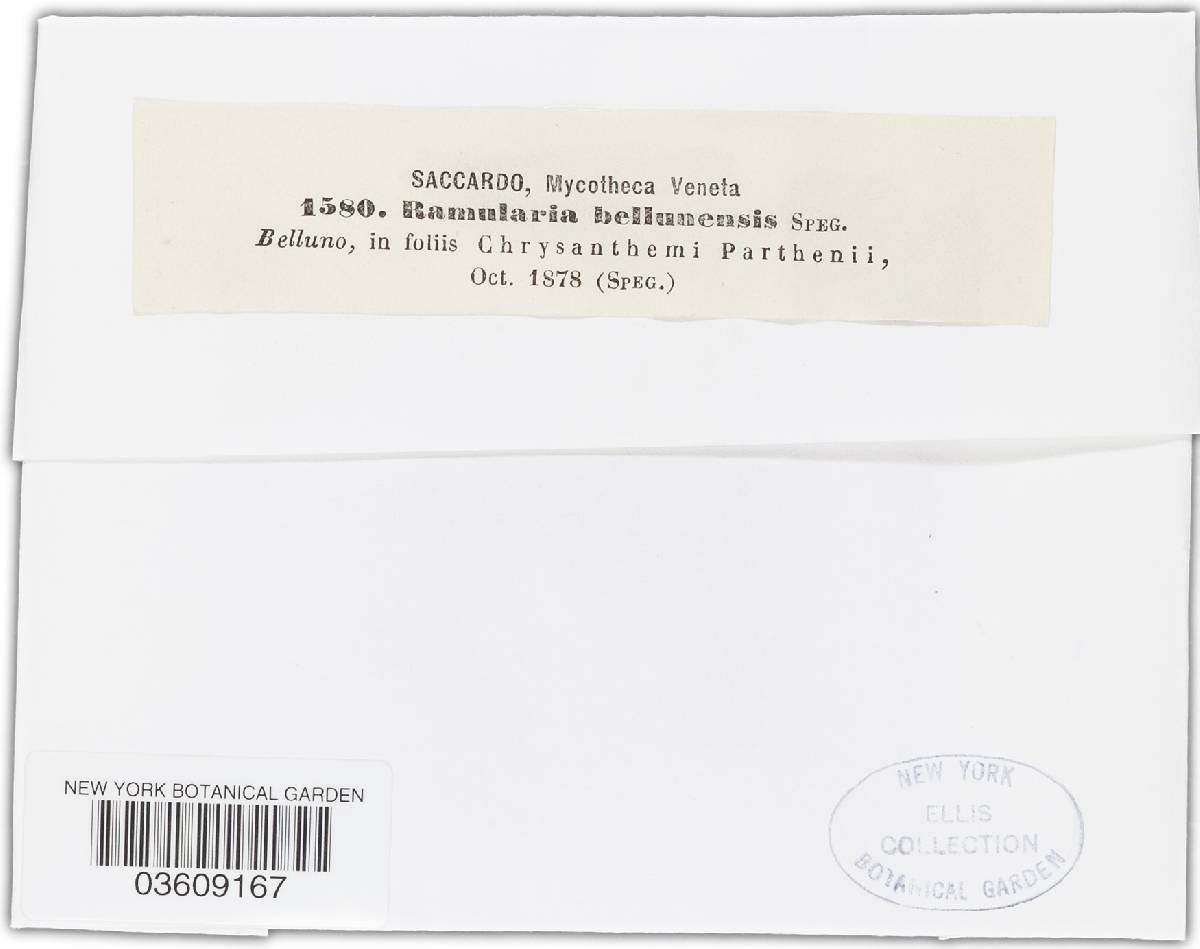 SACCARDO, Mycotheca Veneta
1580. Ramularia bellunensis SPEG.
Belluno, in foliis Chrysanthemi Parthenii,
Oct. 1878 (SPEG.)
NEW YORK BOTANICAL GARDEN
03609167
NEW YORK
ELLIS
COLLECTION
BOTANICAL GARDEN